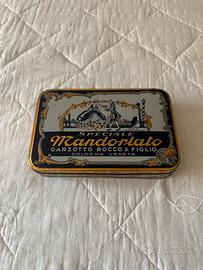 SPECIALE
Mandorlato
GARZOTTO ROCCO & FIGLIO
COLOGNA VENETA